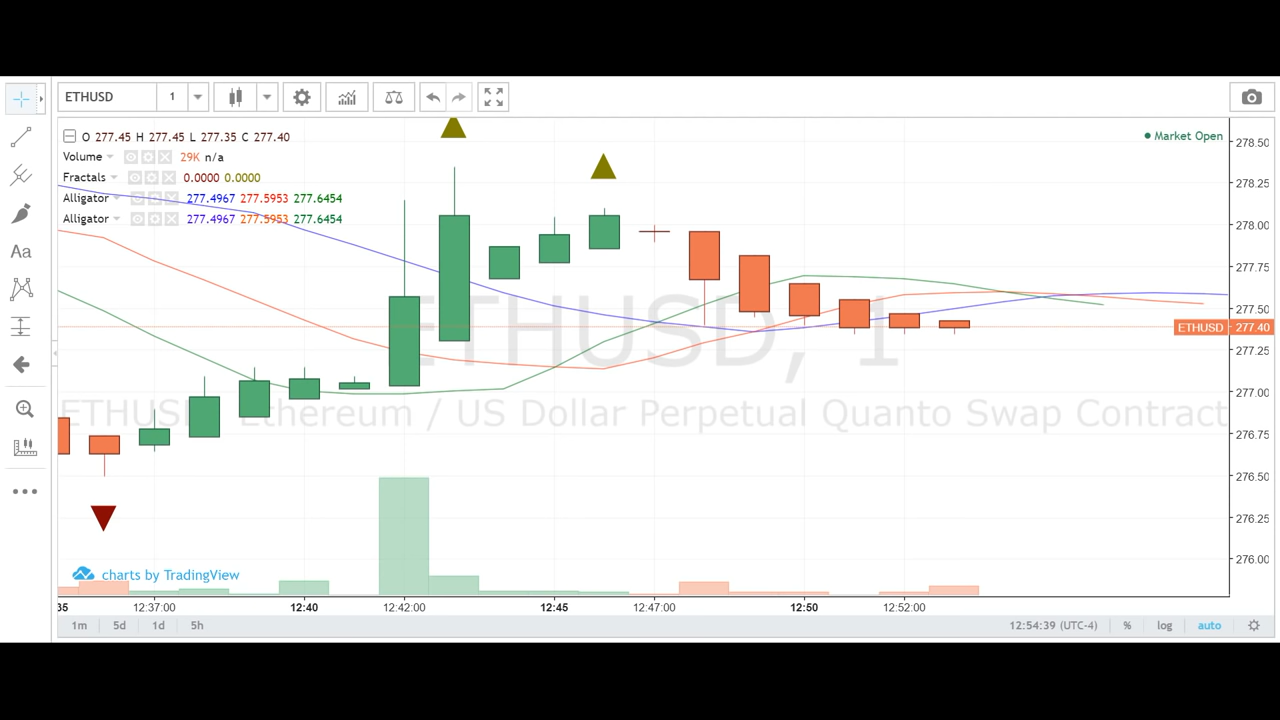 ETHUSD 1
O 277.45 H 277.45 L 277.35 C 277.40
Market Open
Volume 29K n/a
Fractals 0.0000 0.0000
Alligator 277.4967 277.5953 277.6454
Alligator 277.4967 277.5953 277.6454
Aa
278.50
278.25
278.00
277.75
277.50
ETHUSD 277.40
277.25
277.00
276.75
276.50
276.25
276.00
ETHUSD, 1
ETHUSD Ethereum / US Dollar Perpetual Quanto Swap Contract
charts by TradingView
35 12:37:00 12:40 12:42:00 12:45 12:47:00 12:50 12:52:00
1m 5d 1d 5h 12:54:39 (UTC-4) % log auto